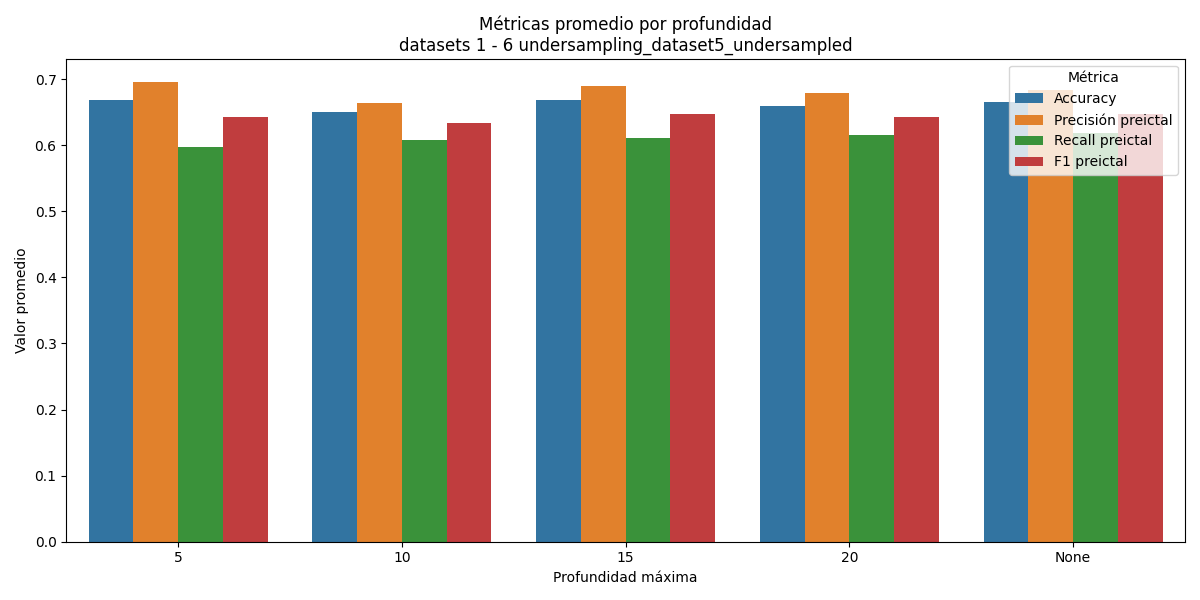 Métricas promedio por profundidad
datasets 1 - 6 undersampling_dataset5_undersampled
Métrica
Accuracy
Precisión preictal
Recall preictal
F1 preictal
Valor promedio
0.7
0.6
0.5
0.4
0.3
0.2
0.1
0.0
5
10
15
20
None
Profundidad máxima